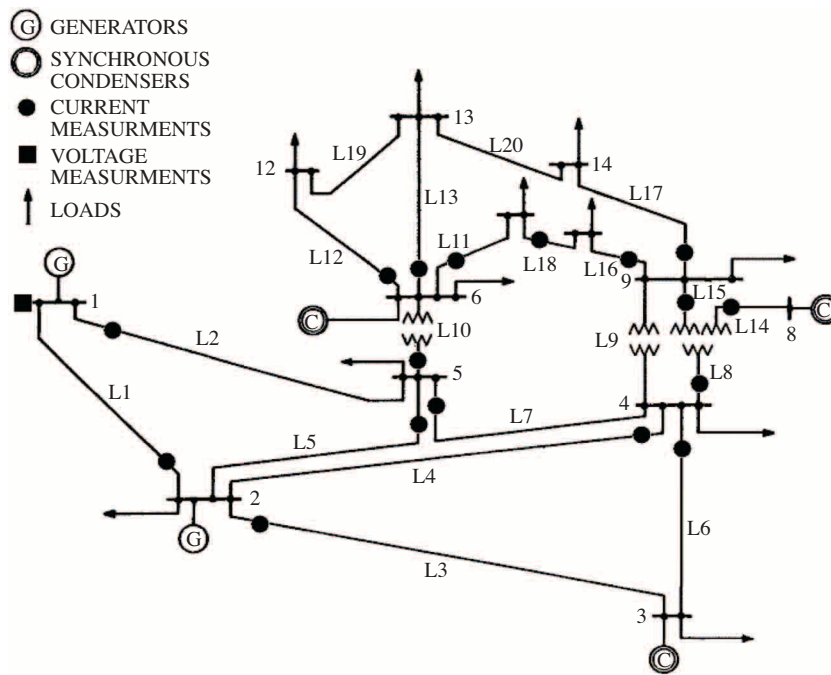 G GENERATORS
SYNCHRONOUS
CONDENSERS
CURRENT
MEASURMENTS
VOLTAGE
MEASURMENTS
LOADS
13
L19
L20
12
14
L13
L17
L12
L11
L18
L16
G
6
9
L15
1
C
L10
L14
8
C
L2
L9
5
L8
L1
4
L7
L5
L4
2
G
L6
L3
3
C